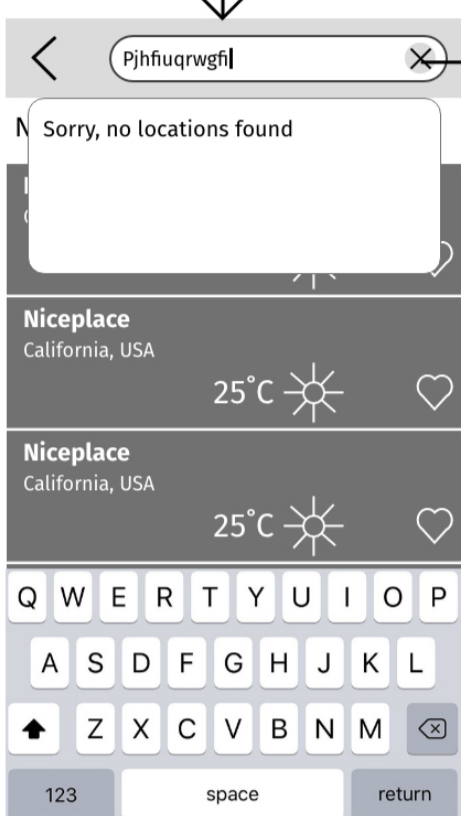 Pjhfiuqrwgfi
Sorry, no locations found
Niceplace
California, USA
25°C
Niceplace
California, USA
25°C
Q W E R T Y U I O P
A S D F G H J K L
Z X C V B N M
123 space return